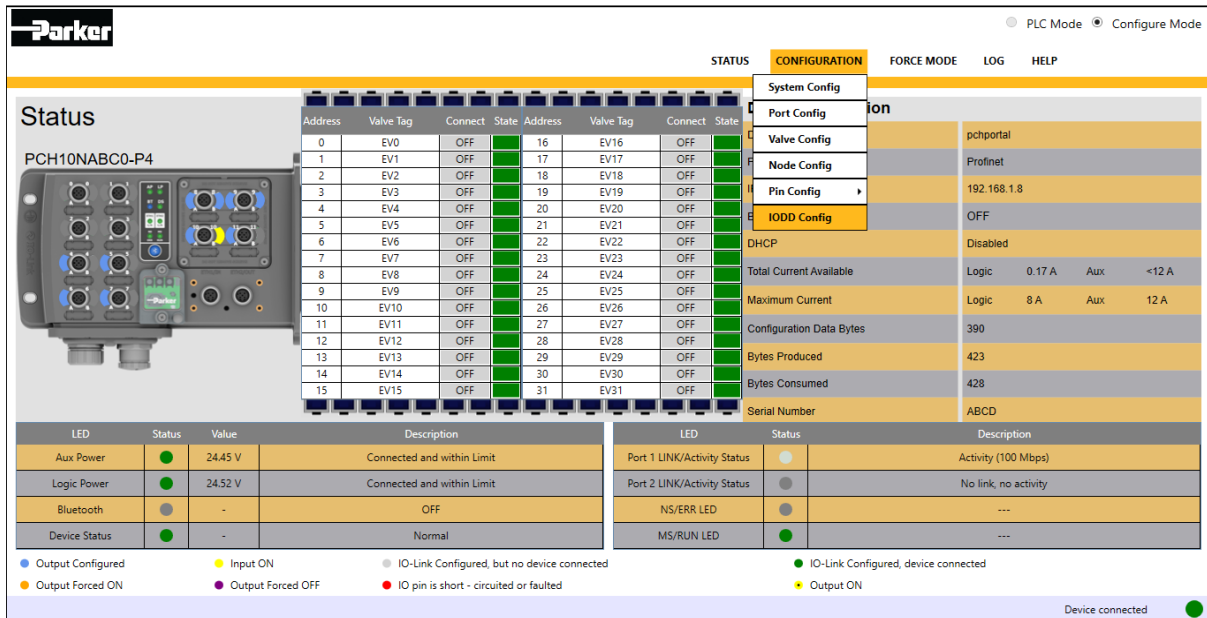 Parker
PLC Mode Configure Mode
STATUS CONFIGURATION FORCE MODE LOG HELP
System Config
Port Config
Valve Config
Node Config
Pin Config
IODD Config
Status
PCH10NABC0-P4
Address Valve Tag Connect State Address Valve Tag Connect State
0 EV0 OFF 16 EV16 OFF
1 EV1 OFF 17 EV17 OFF
2 EV2 OFF 18 EV18 OFF
3 EV3 OFF 19 EV19 OFF
4 EV4 OFF 20 EV20 OFF
5 EV5 OFF 21 EV21 OFF
6 EV6 OFF 22 EV22 OFF
7 EV7 OFF 23 EV23 OFF
8 EV8 OFF 24 EV24 OFF
9 EV9 OFF 25 EV25 OFF
10 EV10 OFF 26 EV26 OFF
11 EV11 OFF 27 EV27 OFF
12 EV12 OFF 28 EV28 OFF
13 EV13 OFF 29 EV29 OFF
14 EV14 OFF 30 EV30 OFF
15 EV15 OFF 31 EV31 OFF
pchportal
Profinet
192.168.1.8
OFF
DHCP Disabled
Total Current Available Logic 0.17 A Aux <12 A
Maximum Current Logic 8 A Aux 12 A
Configuration Data Bytes 390
Bytes Produced 423
Bytes Consumed 428
Serial Number ABCD
LED Status Value Description
Aux Power 24.45 V Connected and within Limit
Logic Power 24.52 V Connected and within Limit
Bluetooth - OFF
Device Status - Normal
LED Status Description
Port 1 LINK/Activity Status Activity (100 Mbps)
Port 2 LINK/Activity Status No link, no activity
NS/ERR LED ---
MS/RUN LED ---
Output Configured Input ON IO-Link Configured, but no device connected IO-Link Configured, device connected
Output Forced ON Output Forced OFF IO pin is short - circuited or faulted Output ON
Device connected